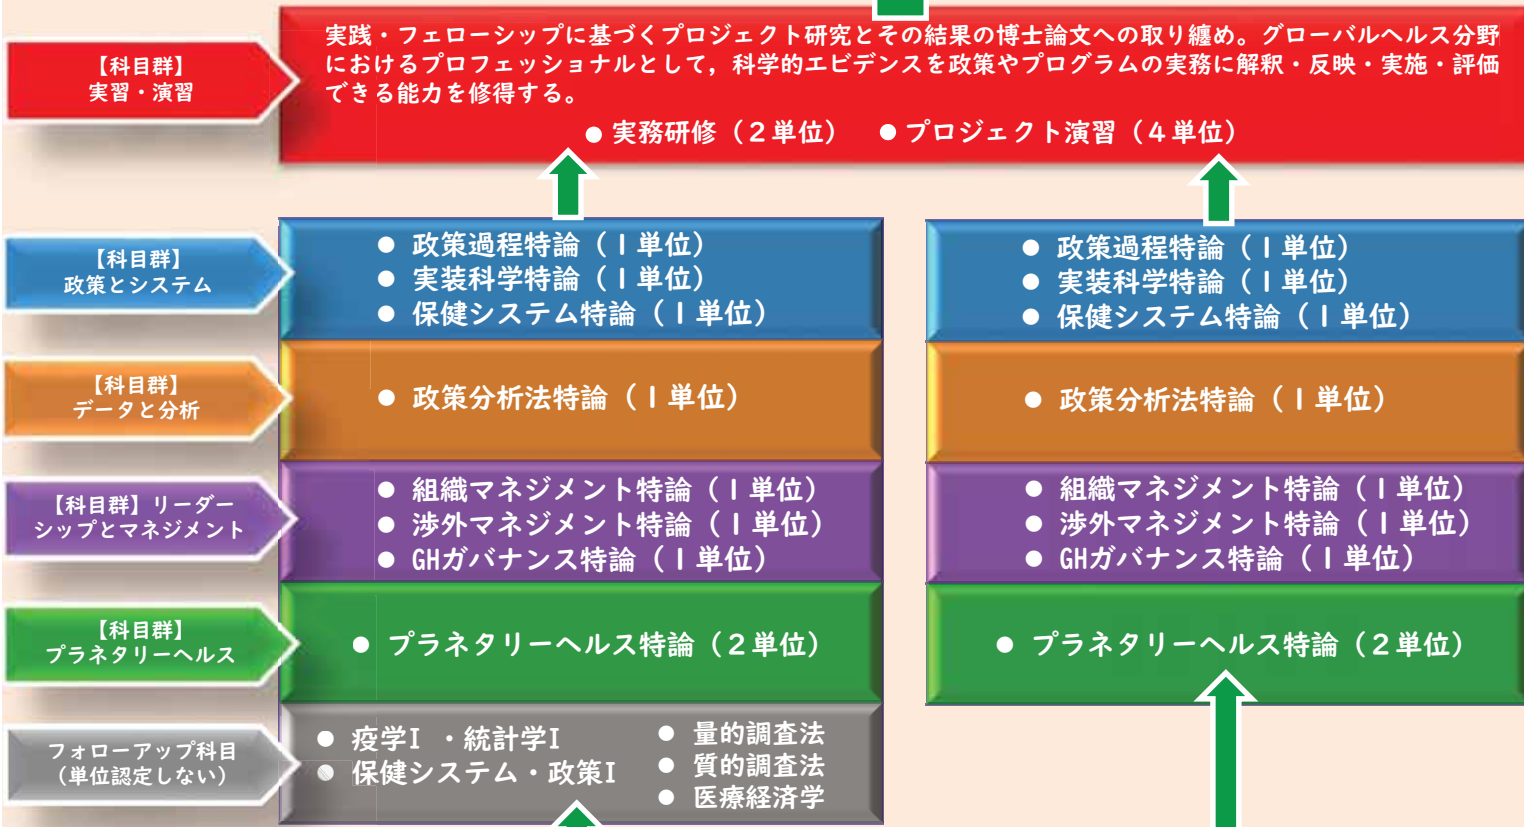 【科目群】
実習・演習
実践・フェローシップに基づくプロジェクト研究とその結果の博士論文への取り纏め。グローバルヘルス分野
におけるプロフェッショナルとして，科学的エビデンスを政策やプログラムの実務に解釈・反映・実施・評価
できる能力を修得する。
● 実務研修（２単位） ● プロジェクト演習（４単位）
【科目群】
政策とシステム
● 政策過程特論（１単位）
● 実装科学特論（１単位）
● 保健システム特論（１単位）
● 政策過程特論（１単位）
● 実装科学特論（１単位）
● 保健システム特論（１単位）
【科目群】
データと分析
● 政策分析法特論（１単位）
● 政策分析法特論（１単位）
【科目群】リーダー
シップとマネジメント
● 組織マネジメント特論（１単位）
● 渉外マネジメント特論（１単位）
● GHガバナンス特論（１単位）
● 組織マネジメント特論（１単位）
● 渉外マネジメント特論（１単位）
● GHガバナンス特論（１単位）
【科目群】
プラネタリーヘルス
● プラネタリーヘルス特論（２単位）
● プラネタリーヘルス特論（２単位）
フォローアップ科目
（単位認定しない）
● 疫学I ・統計学I
● 保健システム・政策I
● 量的調査法
● 質的調査法
● 医療経済学